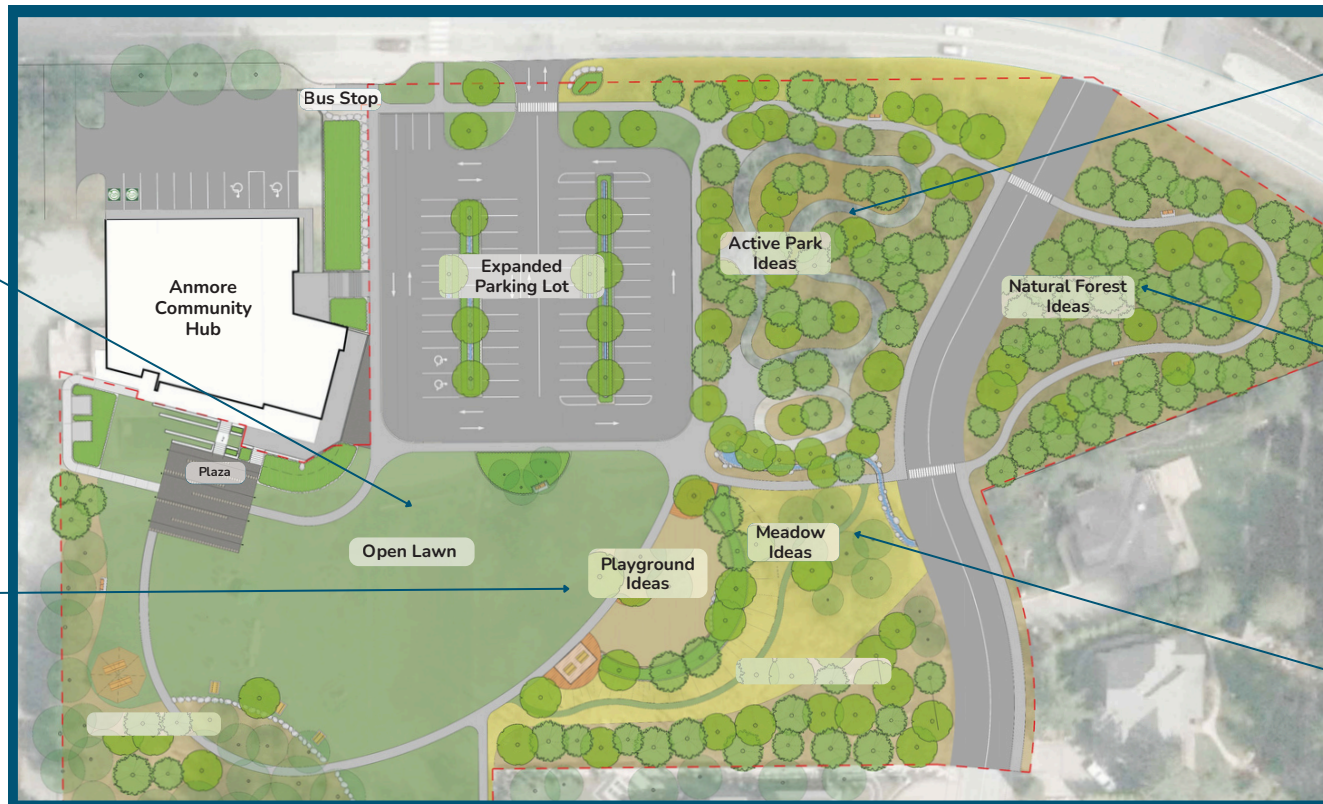 Bus Stop
Anmore
Community
Hub
Expanded
Parking Lot
Active Park
Ideas
Natural Forest
Ideas
Plaza
Open Lawn
Meadow
Ideas
Playground
Ideas